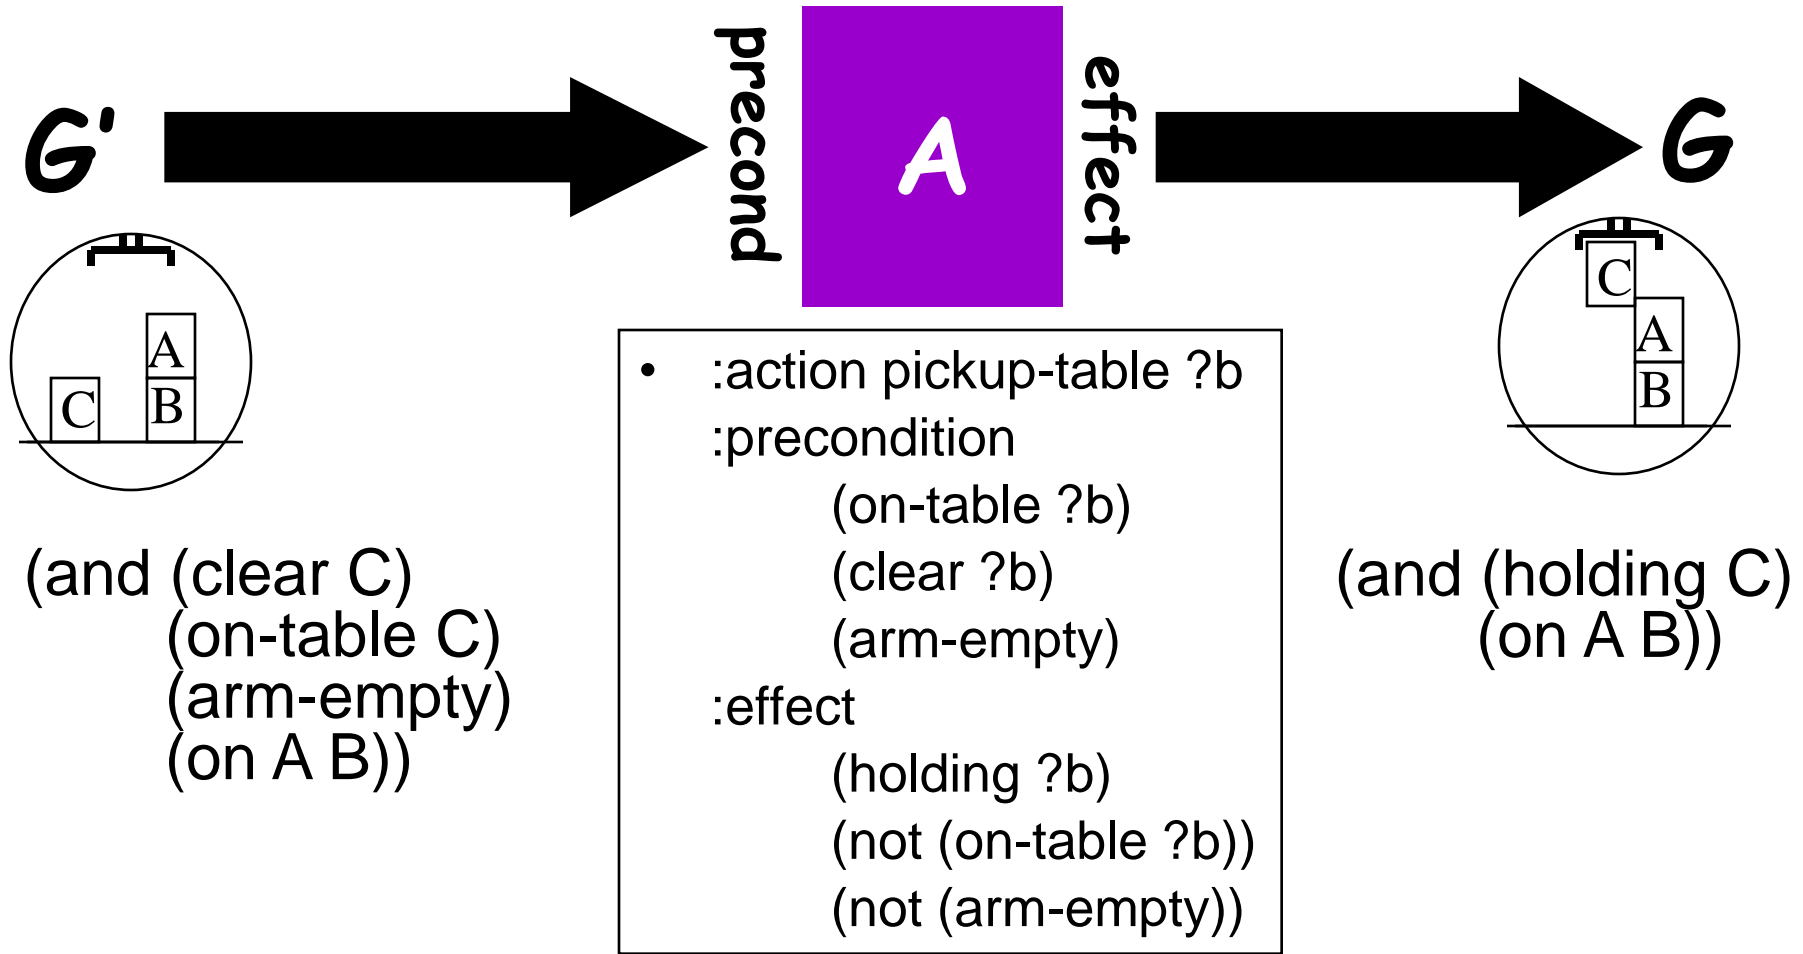 G'
precond
A
effect
G
A
C
B
C
A
B
(and (clear C)
(on-table C)
(arm-empty)
(on A B))
• :action pickup-table ?b
:precondition
(on-table ?b)
(clear ?b)
(arm-empty)
:effect
(holding ?b)
(not (on-table ?b))
(not (arm-empty))
(and (holding C)
(on A B))